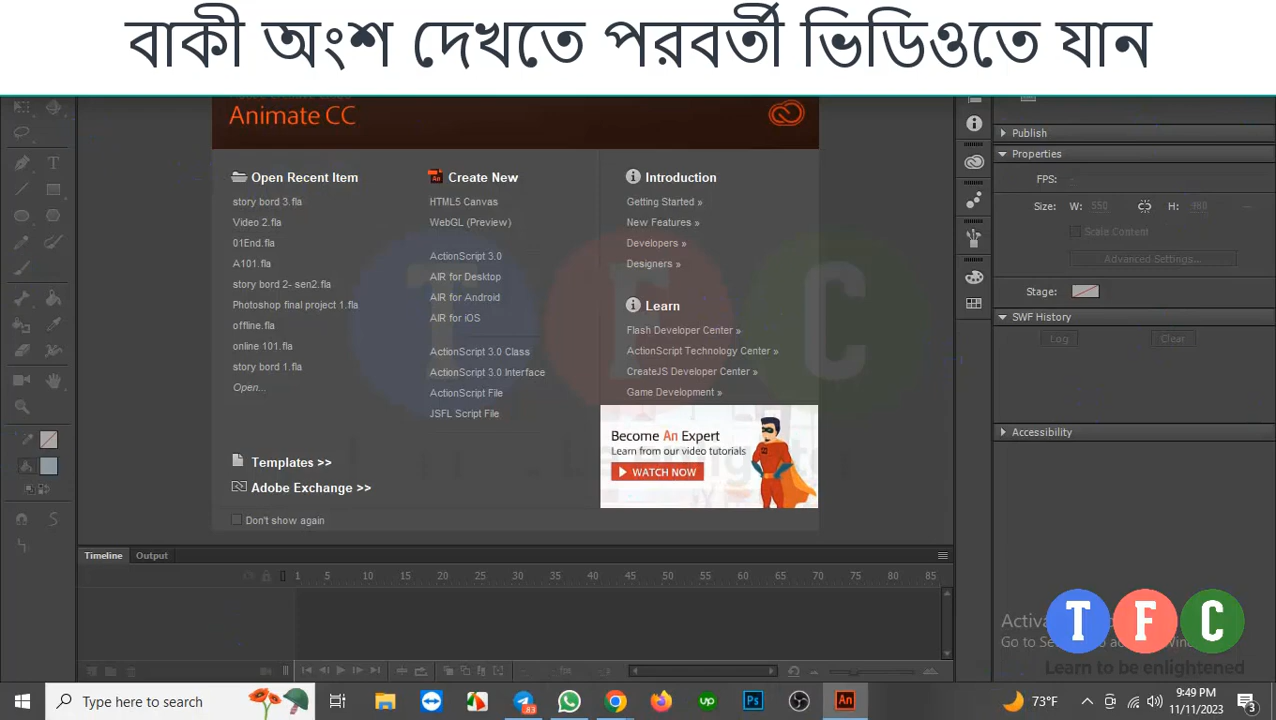 বাকী অংশ দেখতে পরবর্তী ভিডিওতে যান
Animate CC
Open Recent Item
story bord 3.fla
Video 2.fla
01End.fla
A101.fla
story bord 2- sen2.fla
Photoshop final project 1.fla
offline.fla
online 101.fla
story bord 1.fla
Open...
Templates >>
Adobe Exchange >>
Don't show again
Create New
HTML5 Canvas
WebGL (Preview)
ActionScript 3.0
AIR for Desktop
AIR for Android
AIR for iOS
ActionScript 3.0 Class
ActionScript 3.0 Interface
ActionScript File
JSFL Script File
Introduction
Getting Started »
New Features »
Developers »
Designers »
Learn
Flash Developer Center »
ActionScript Technology Center »
CreateJS Developer Center »
Game Development »
Become An Expert
Learn from our video tutorials
WATCH NOW
T F C
Publish
Properties
FPS:
Size: W: 550 H: 980
Scale Content
Advanced Settings...
Stage:
SWF History
Log Clear
Accessibility
Timeline Output
1 5 10 15 20 25 30 35 40 45 50 55 60 65 70 75 80 85
fps
T F C
Learn to be enlightened
Type here to search
83
up
Ps
An
73°F
9:49 PM
11/11/2023
3